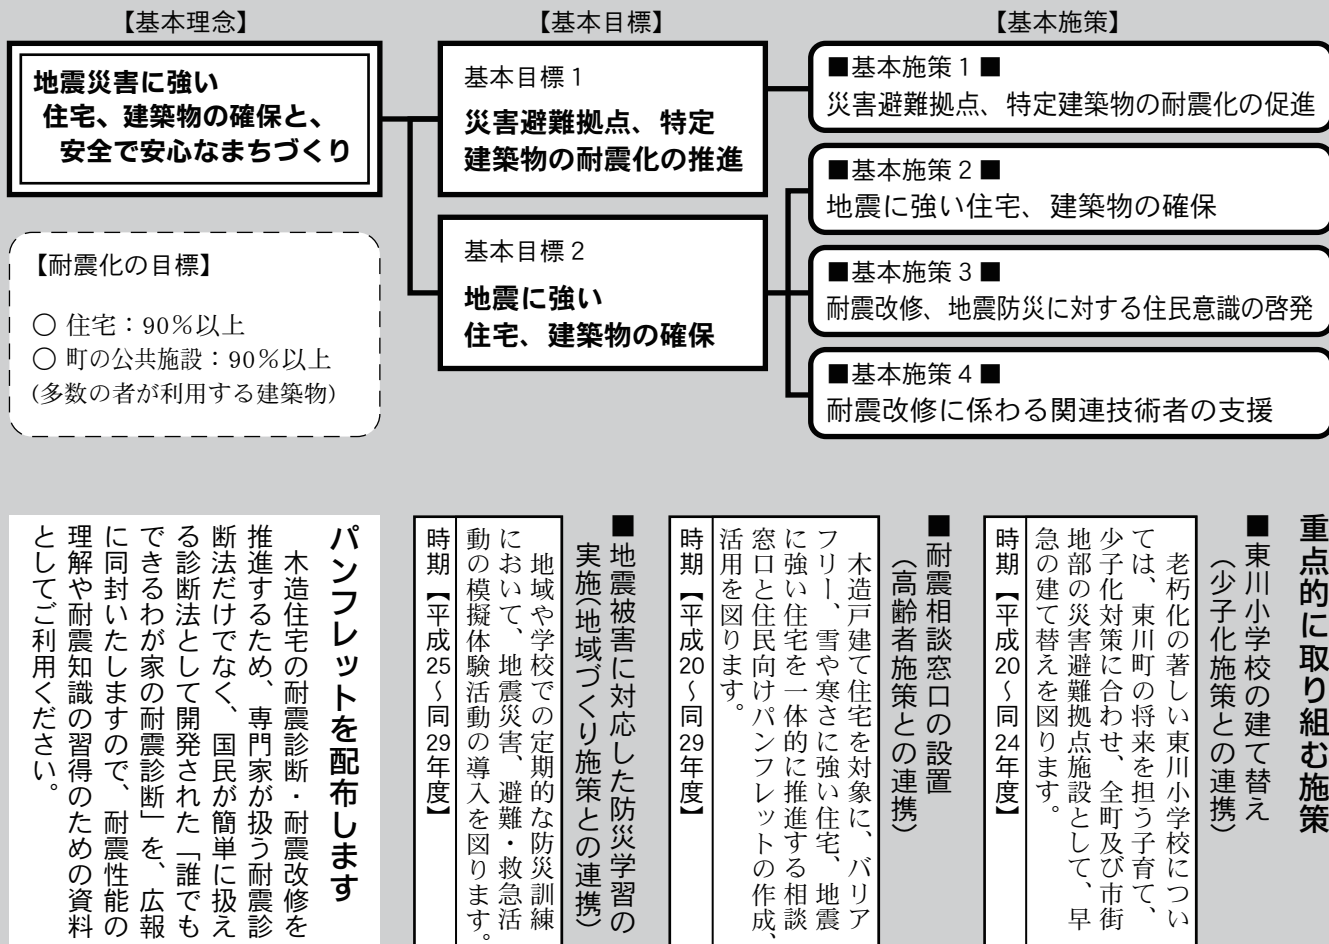 【基本理念】
地震災害に強い
住宅、建築物の確保と、
安全で安心なまちづくり
【耐震化の目標】
○ 住宅：90％以上
○ 町の公共施設：90％以上
(多数の者が利用する建築物)
【基本目標】
基本目標１
災害避難拠点、特定
建築物の耐震化の推進
基本目標２
地震に強い
住宅、建築物の確保
【基本施策】
■基本施策１■
災害避難拠点、特定建築物の耐震化の促進
■基本施策２■
地震に強い住宅、建築物の確保
■基本施策３■
耐震改修、地震防災に対する住民意識の啓発
■基本施策４■
耐震改修に係わる関連技術者の支援
重点的に取り組む施策
■東川小学校の建て替え
（少子化施策との連携）
老朽化の著しい東川小学校につい
ては、東川町の将来を担う子育て、
少子化対策に合わせ、全町及び市街
地部の災害避難拠点施設として、早
急の建て替えを図ります。
時期【平成20～同24年度】
■耐震相談窓口の設置
（高齢者施策との連携）
木造戸建て住宅を対象に、バリア
フリー、雪や寒さに強い住宅、地震
に強い住宅を一体的に推進する相談
窓口と住民向けパンフレットの作成、
活用を図ります。
時期【平成20～同29年度】
■地震被害に対応した防災学習の
実施（地域づくり施策との連携）
地域や学校での定期的な防災訓練
において、地震災害、避難・救急活
動の模擬体験活動の導入を図ります。
時期【平成25～同29年度】
パンフレットを配布します
木造住宅の耐震診断・耐震改修を
推進するため、専門家が扱う耐震診
断法だけでなく、国民が簡単に扱え
る診断法として開発された「誰でも
できるわが家の耐震診断」を、広報
に同封いたしますので、耐震性能の
理解や耐震知識の習得のための資料
としてご利用ください。